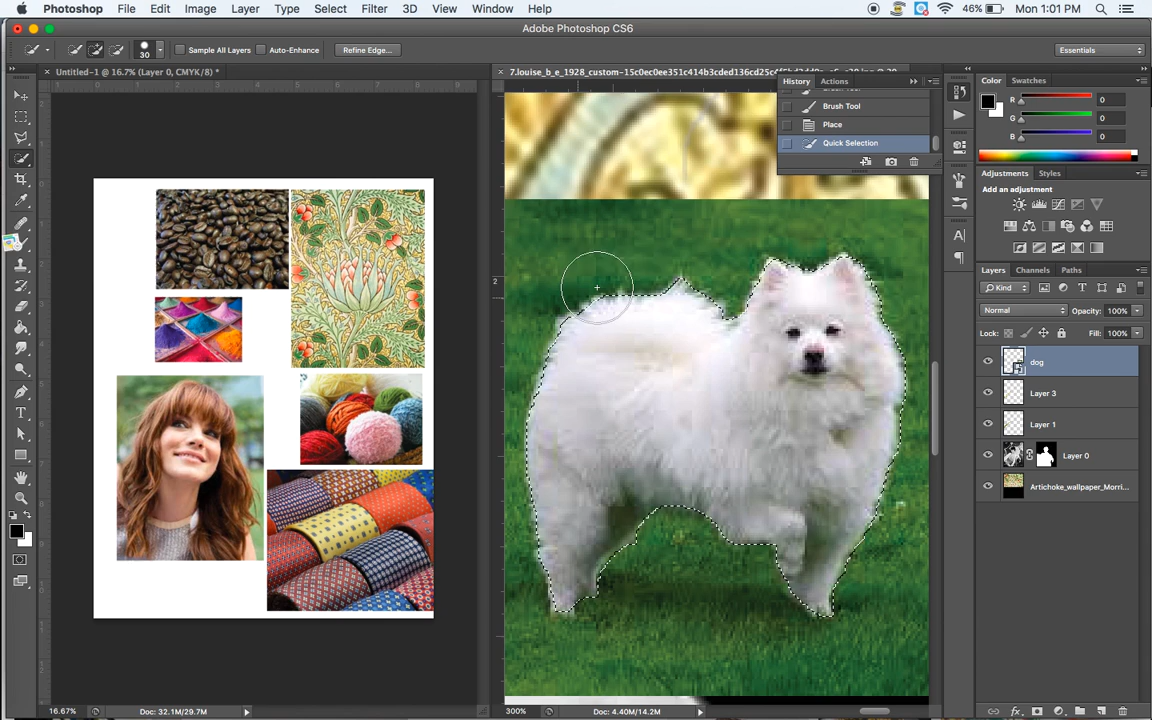 Photoshop File Edit Image Layer Type Select Filter 3D View Window Help 46% Mon 1:01 PM
Adobe Photoshop CS6
30 Sample All Layers Auto-Enhance Refine Edge... Essentials
Untitled-1 @ 16.7% (Layer 0, CMYK/8) *
History Actions
Brush Tool
Place
Quick Selection
Color Swatches
R 0
G 0
B 0
Adjustments Styles
Add an adjustment
Layers Channels Paths
Kind
Normal Opacity: 100%
Lock: Fill: 100%
dog
Layer 3
Layer 1
Layer 0
Artichoke_wallpaper_Morri...
16.67% Doc: 32.1M/29.7M
300% Doc: 4.40M/14.2M